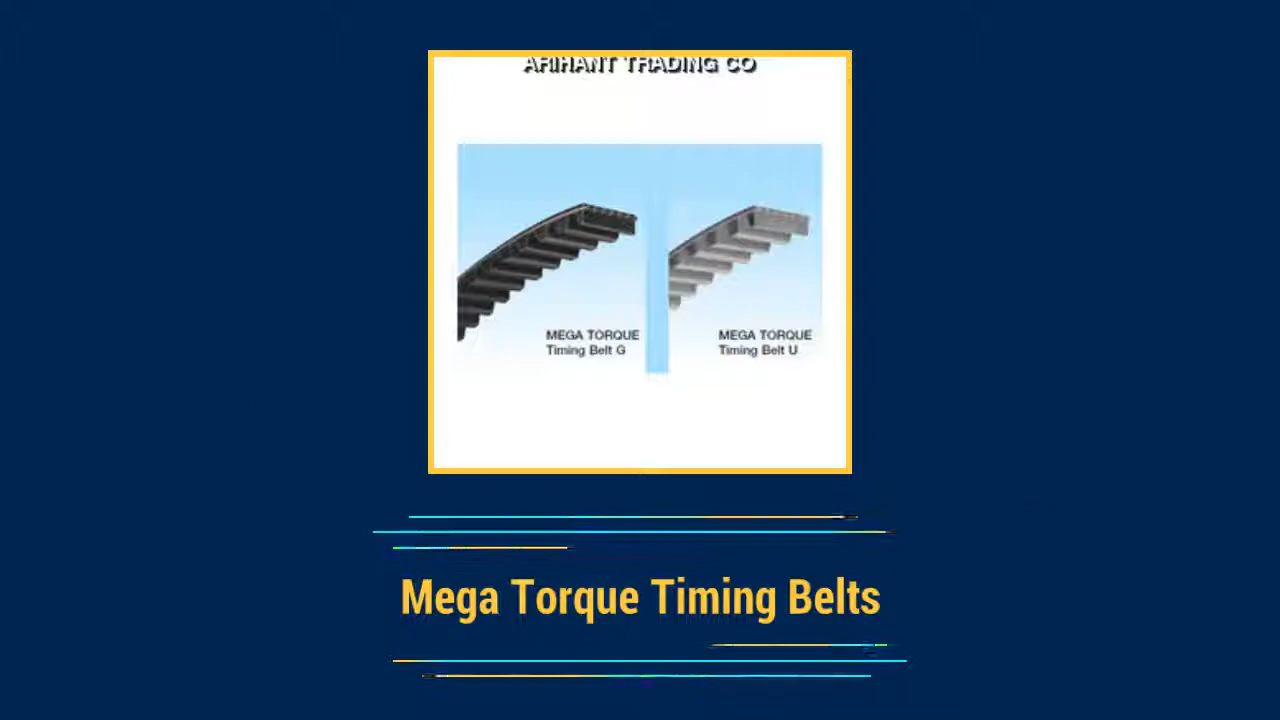 ARIHANT TRADING CO
MEGA TORQUE
Timing Belt G
MEGA TORQUE
Timing Belt U
Mega Torque Timing Belts